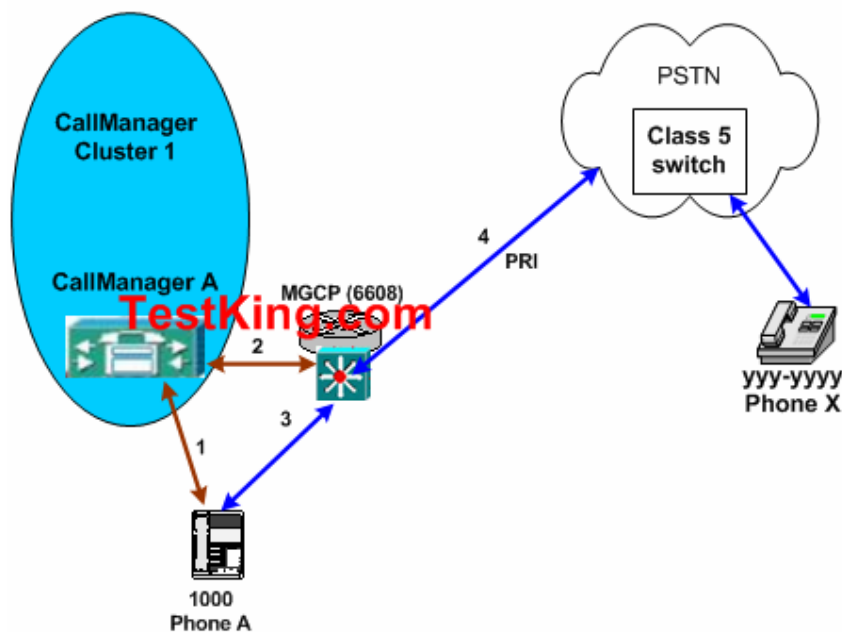 CallManager
Cluster 1
PSTN
Class 5
switch
4
PRI
CallManager A
MGCP (6608)
TestKing.com
2
1
3
1000
Phone A
yyy-yyyy
Phone X